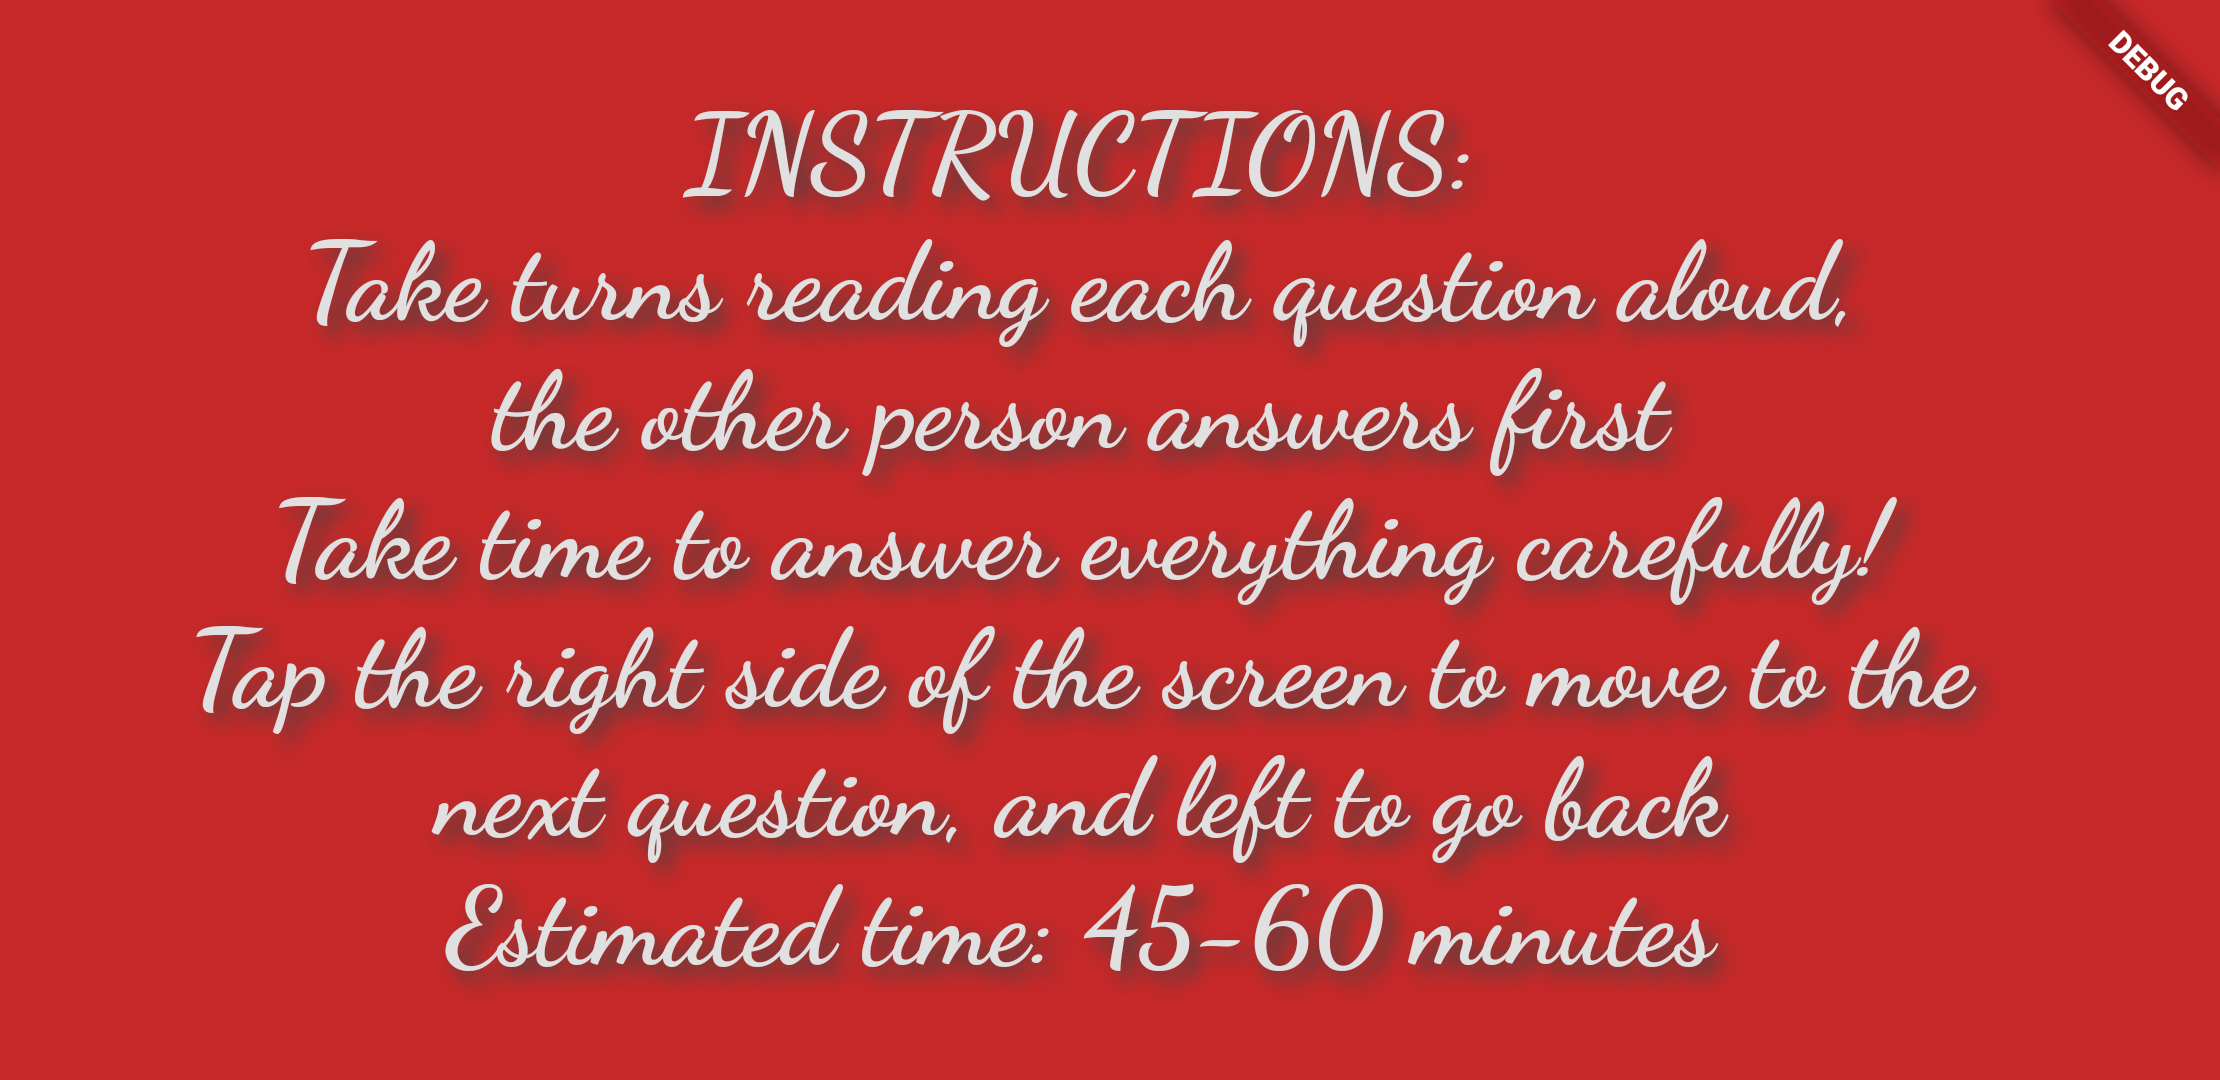 DEBUG
INSTRUCTIONS:
Take turns reading each question aloud,
the other person answers first
Take time to answer everything carefully!
Tap the right side of the screen to move to the
next question, and left to go back
Estimated time: 45-60 minutes